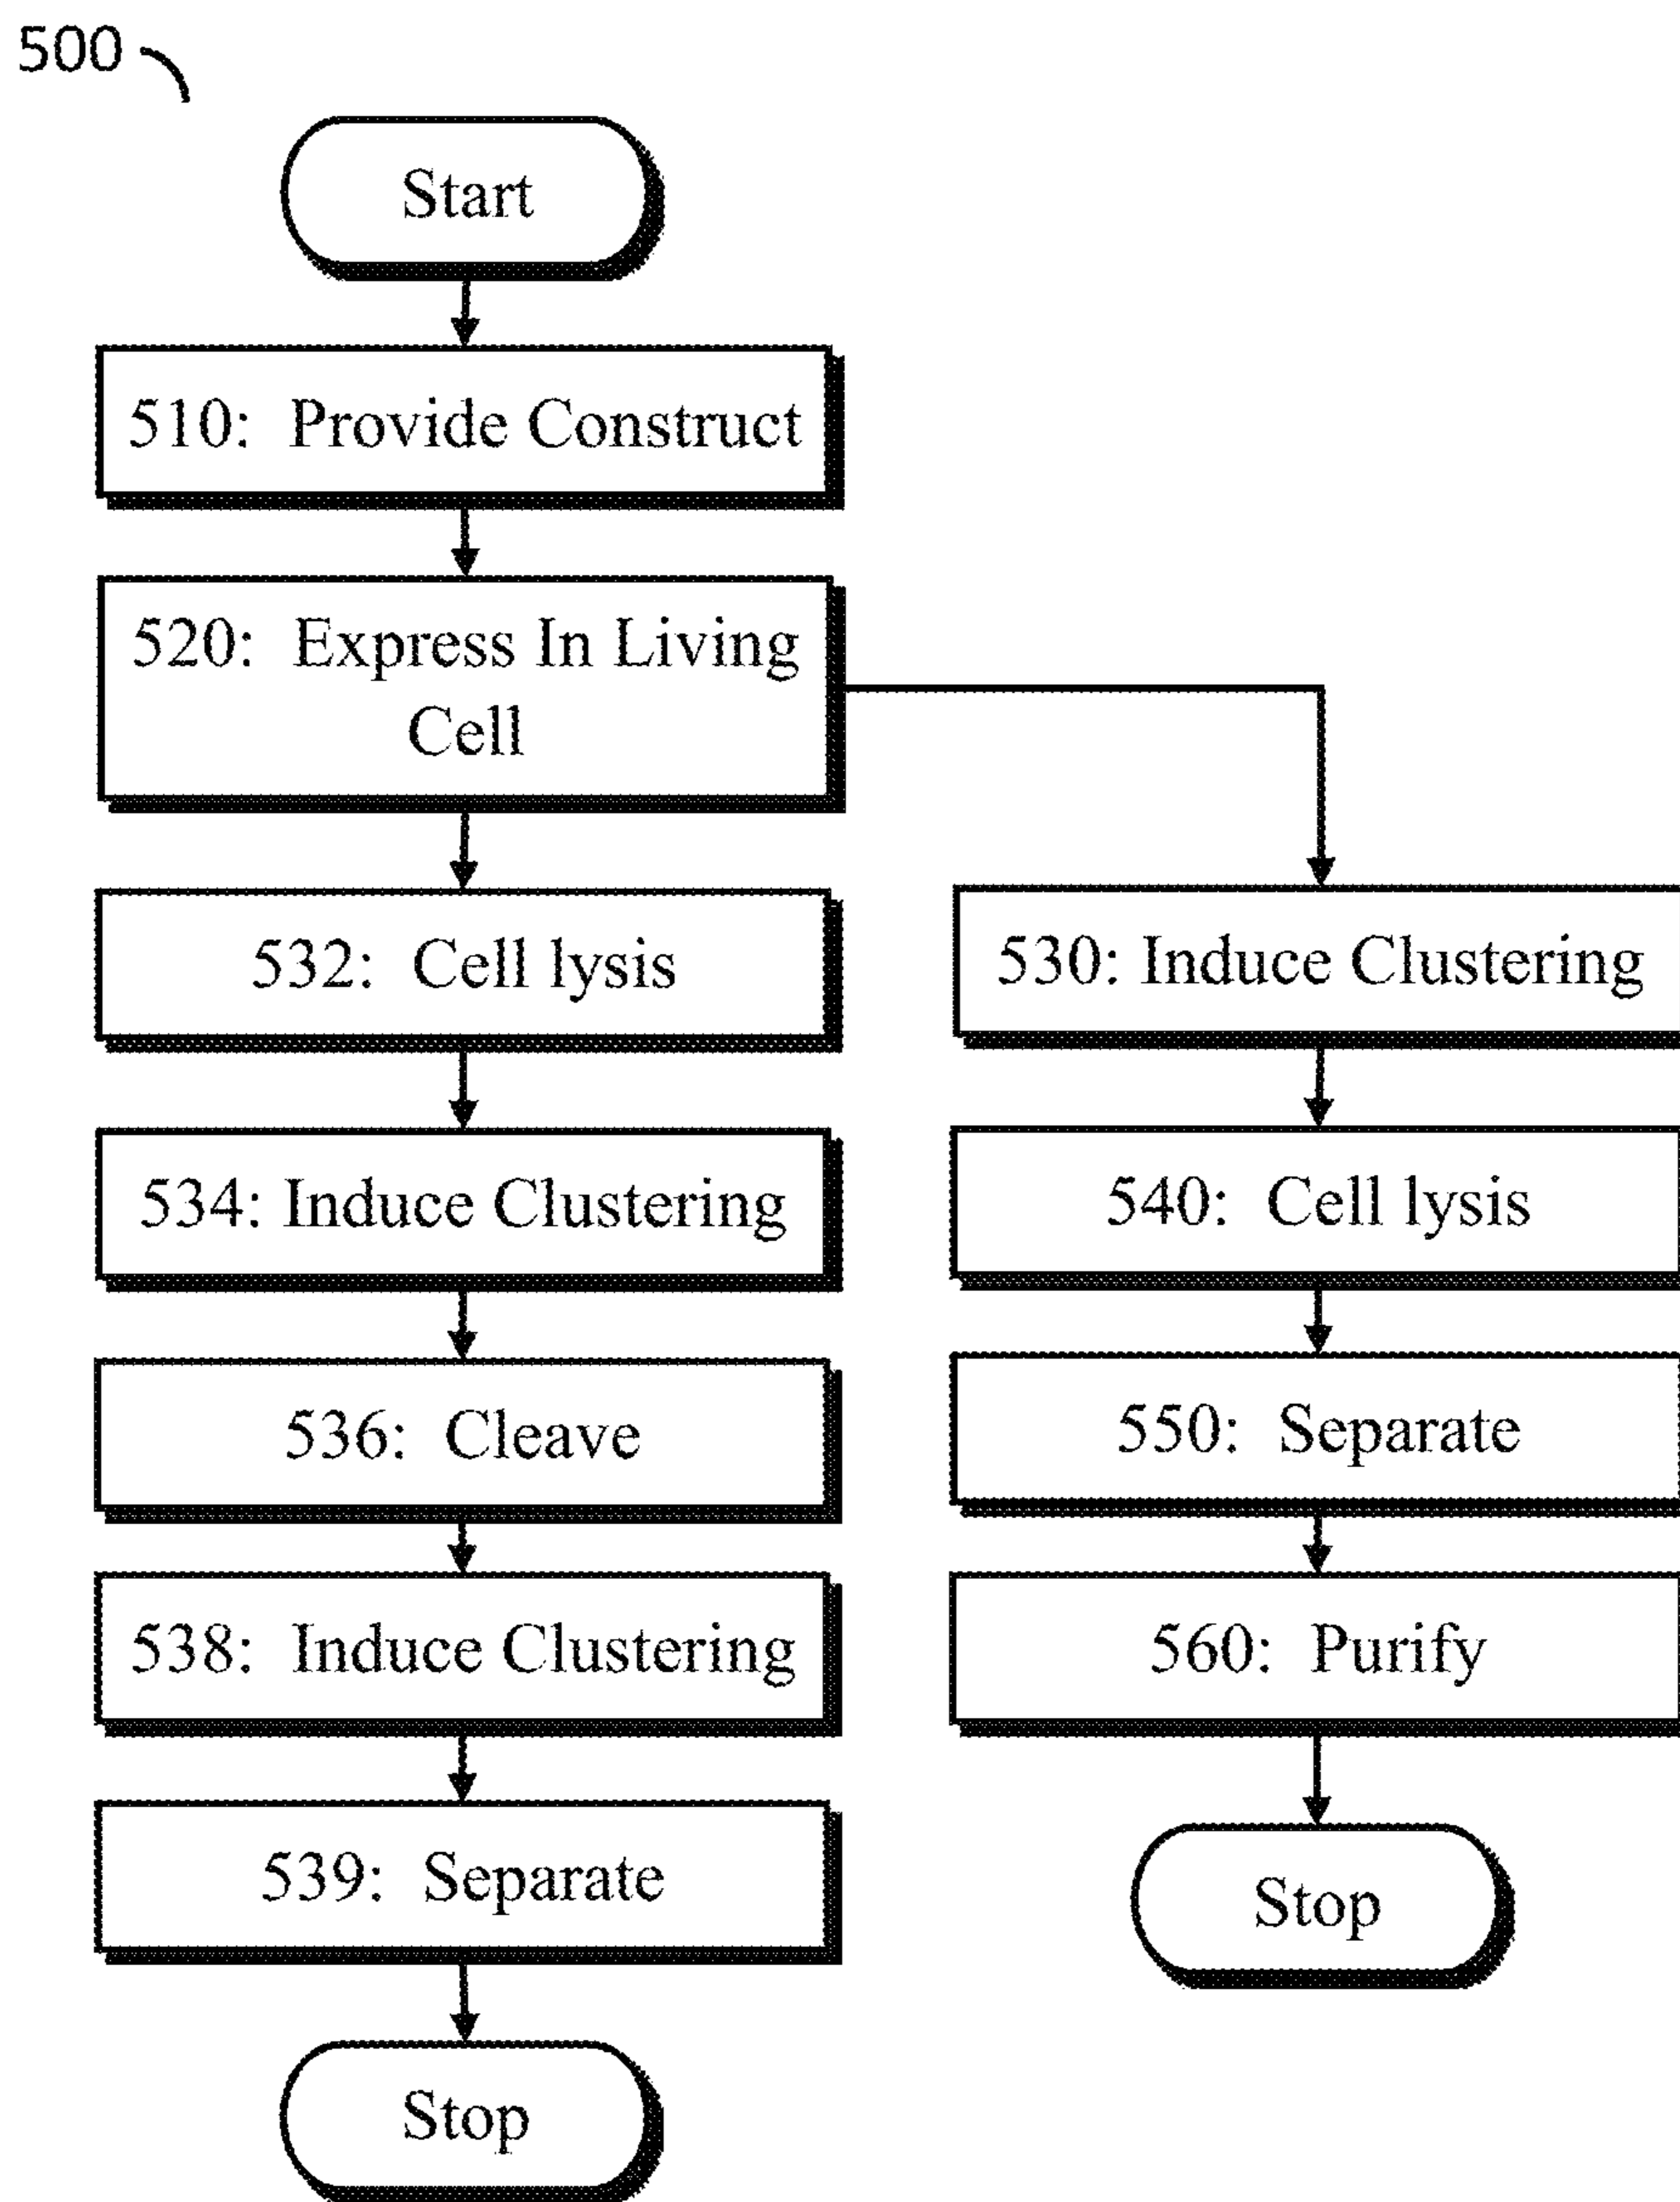 500
Start
510: Provide Construct
520: Express In Living
Cell
532: Cell lysis
534: Induce Clustering
536: Cleave
538: Induce Clustering
539: Separate
Stop
530: Induce Clustering
540: Cell lysis
550: Separate
560: Purify
Stop